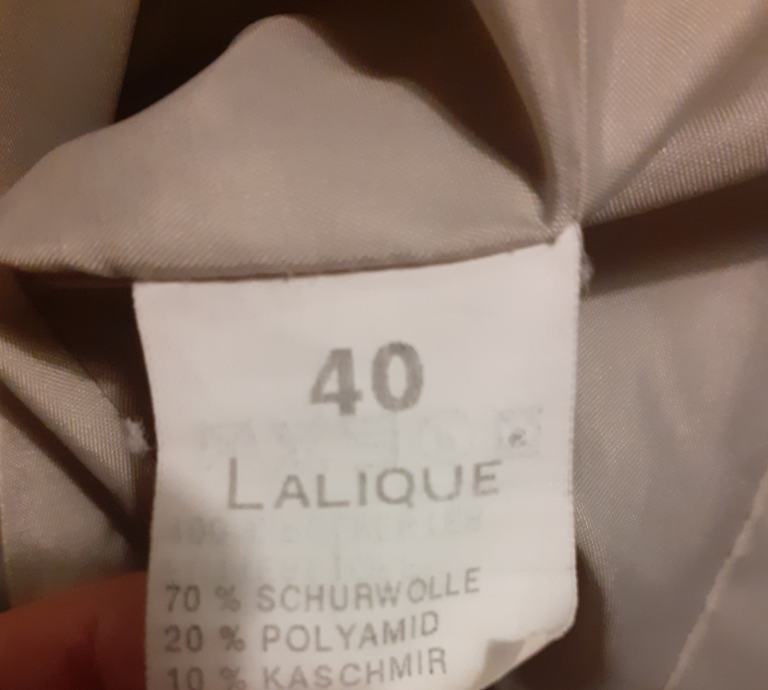 40
LALIQUE
70 % SCHURWOLLE
20 % POLYAMID
10 % KASCHMIR